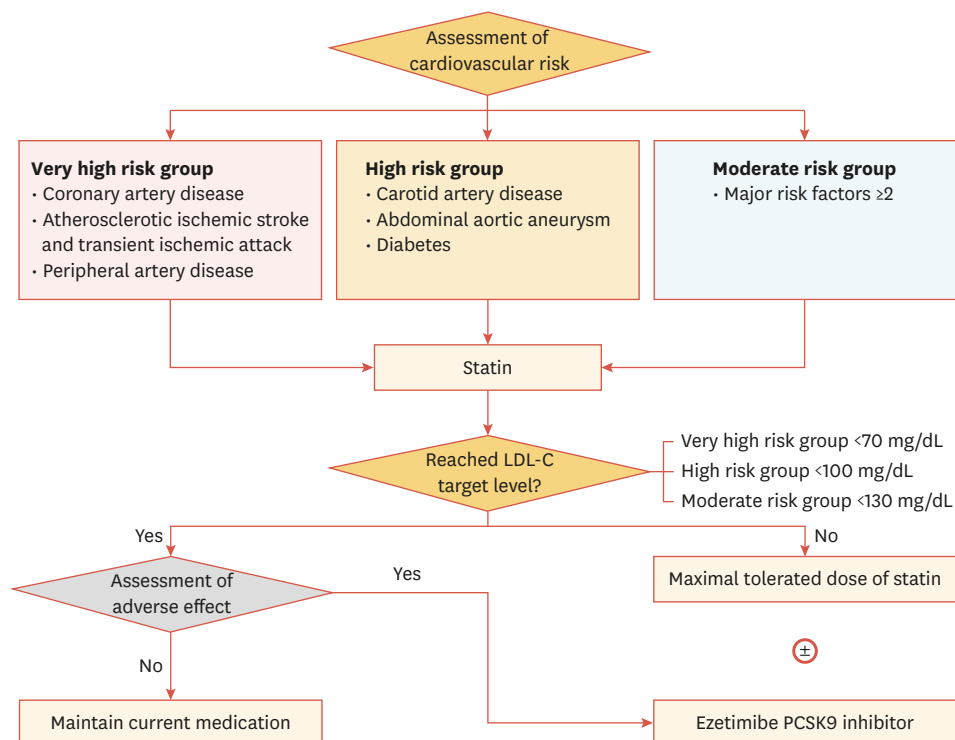 Assessment of
cardiovascular risk
Very high risk group
· Coronary artery disease
· Atherosclerotic ischemic stroke
and transient ischemic attack
· Peripheral artery disease
High risk group
· Carotid artery disease
· Abdominal aortic aneurysm
· Diabetes
Moderate risk group
· Major risk factors ≥2
Statin
Reached LDL-C
target level?
Very high risk group <70 mg/dL
High risk group <100 mg/dL
Moderate risk group <130 mg/dL
Yes
No
Assessment of
adverse effect
Yes
Maximal tolerated dose of statin
±
No
Maintain current medication
Ezetimibe PCSK9 inhibitor